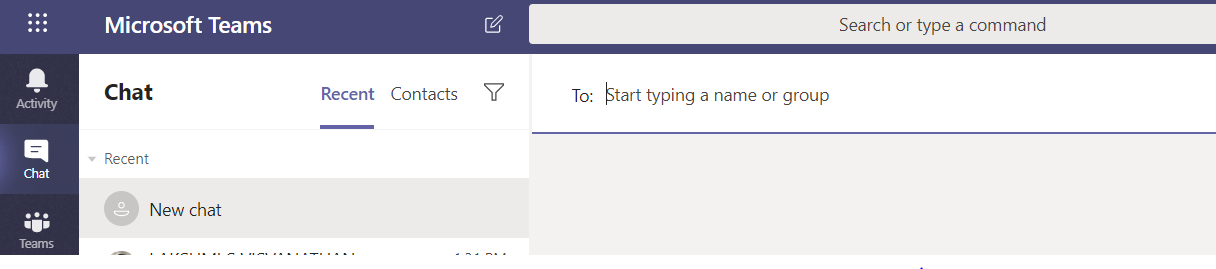 Microsoft Teams
Search or type a command
Activity
Chat
Teams
Chat
Recent
Contacts
Recent
New chat
To: Start typing a name or group